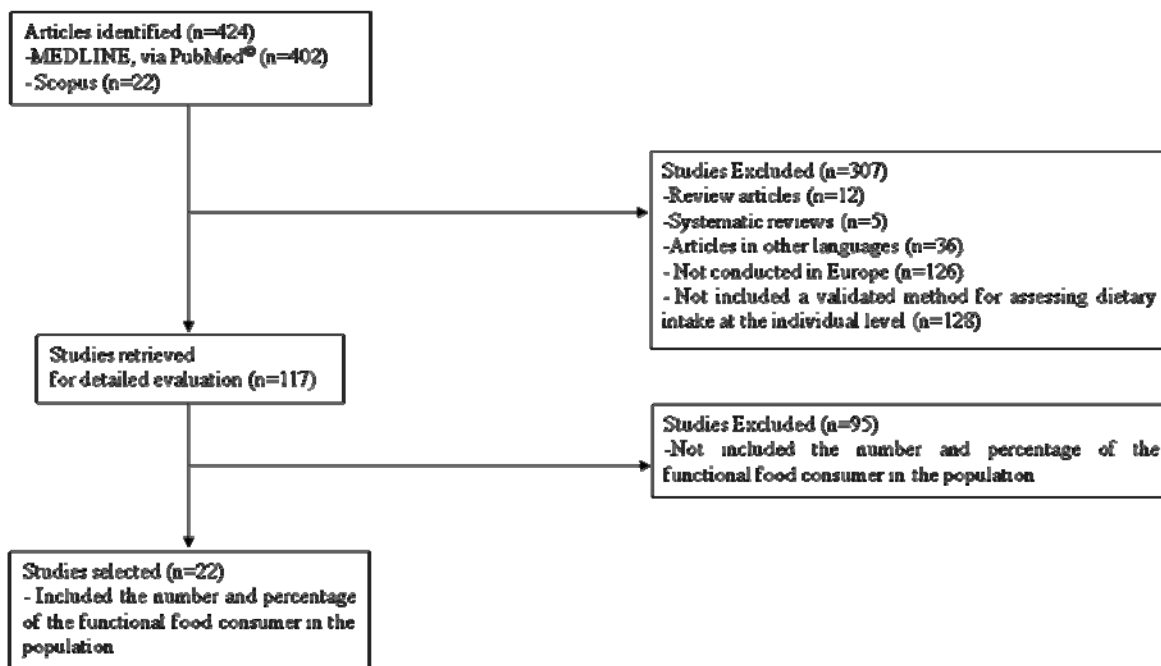 Articles identified (n=424)
-MEDLINE, via PubMed® (n=402)
- Scopus (n=22)
Studies Excluded (n=307)
-Review articles (n=12)
-Systematic reviews (n=5)
-Articles in other languages (n=36)
- Not conducted in Europe (n=126)
- Not included a validated method for assessing dietary
intake at the individual level (n=128)
Studies retrieved
for detailed evaluation (n=117)
Studies Excluded (n=95)
-Not included the number and percentage of the
functional food consumer in the population
Studies selected (n=22)
- Included the number and percentage
of the functional food consumer in the
population